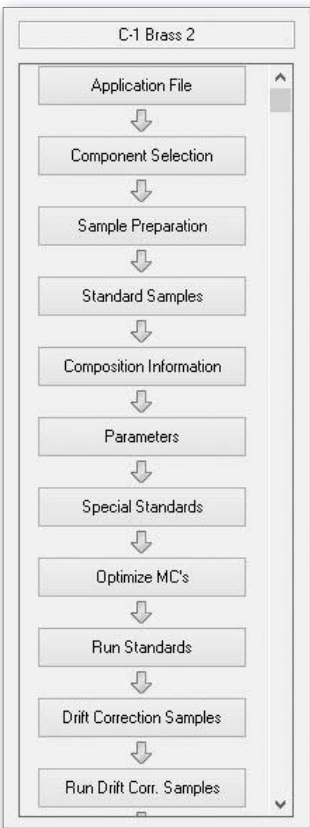 C-1 Brass 2
Application File
Component Selection
Sample Preparation
Standard Samples
Composition Information
Parameters
Special Standards
Optimize MC's
Run Standards
Drift Correction Samples
Run Drift Corr. Samples